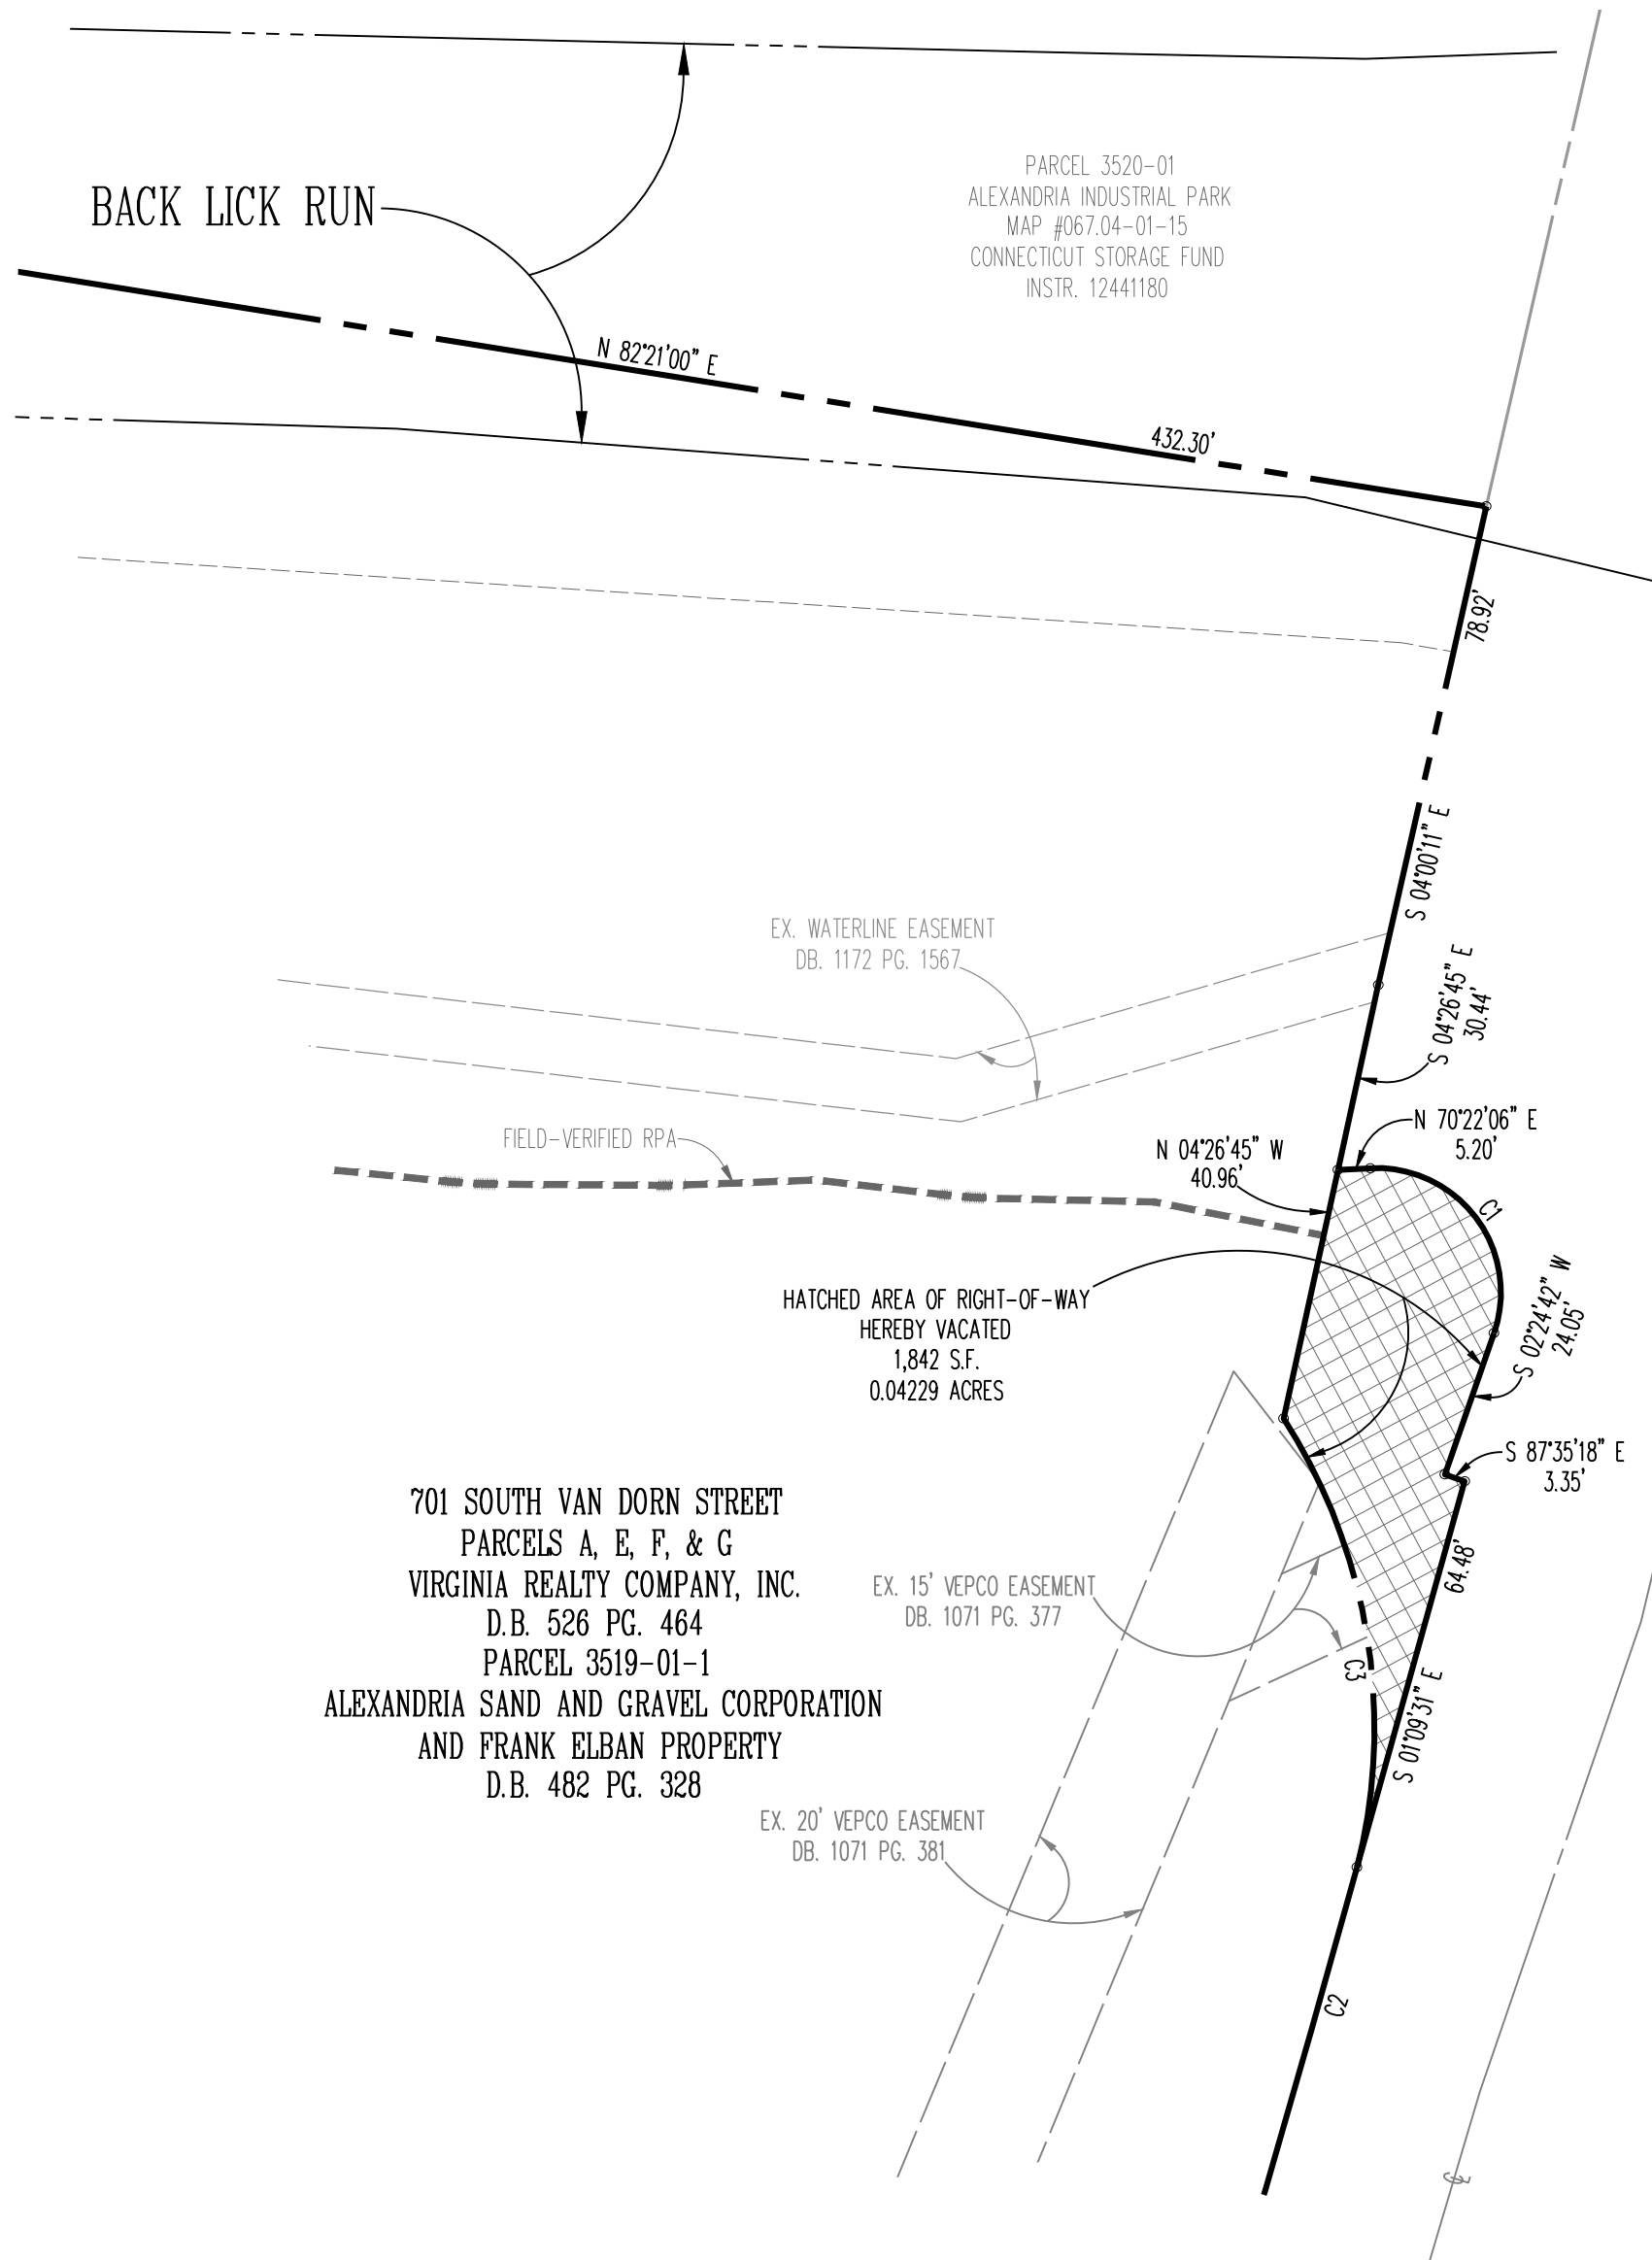 PARCEL 3520-01
ALEXANDRIA INDUSTRIAL PARK
MAP #067.04-01-15
CONNECTICUT STORAGE FUND
INSTR. 12441180
BACK LICK RUN
N 82°21'00" E
432.30'
78.92'
S 04°00'11" E
EX. WATERLINE EASEMENT
DB. 1172 PG. 1567
S 04°26'45" E
30.44'
FIELD-VERIFIED RPA
N 04°26'45" W
40.96'
N 70°22'06" E
5.20'
C1
HATCHED AREA OF RIGHT-OF-WAY
HEREBY VACATED
1,842 S.F.
0.04229 ACRES
S 02°24'42" W
24.05'
S 87°35'18" E
3.35'
701 SOUTH VAN DORN STREET
PARCELS A, E, F, & G
VIRGINIA REALTY COMPANY, INC.
D.B. 526 PG. 464
PARCEL 3519-01-1
ALEXANDRIA SAND AND GRAVEL CORPORATION
AND FRANK ELBAN PROPERTY
D.B. 482 PG. 328
EX. 15' VEPCO EASEMENT
DB. 1071 PG. 377
64.48'
C3
S 01°09'31" E
EX. 20' VEPCO EASEMENT
DB. 1071 PG. 381
C2
℄